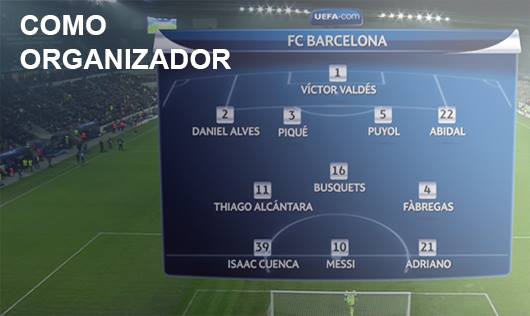 COMO
ORGANIZADOR
UEFA.com
FC BARCELONA
1
VÍCTOR VALDÉS
2 3 5 22
DANIEL ALVES PIQUÉ PUYOL ABIDAL
16
BUSQUETS
11 4
THIAGO ALCÁNTARA FÀBREGAS
39 10 21
ISAAC CUENCA MESSI ADRIANO